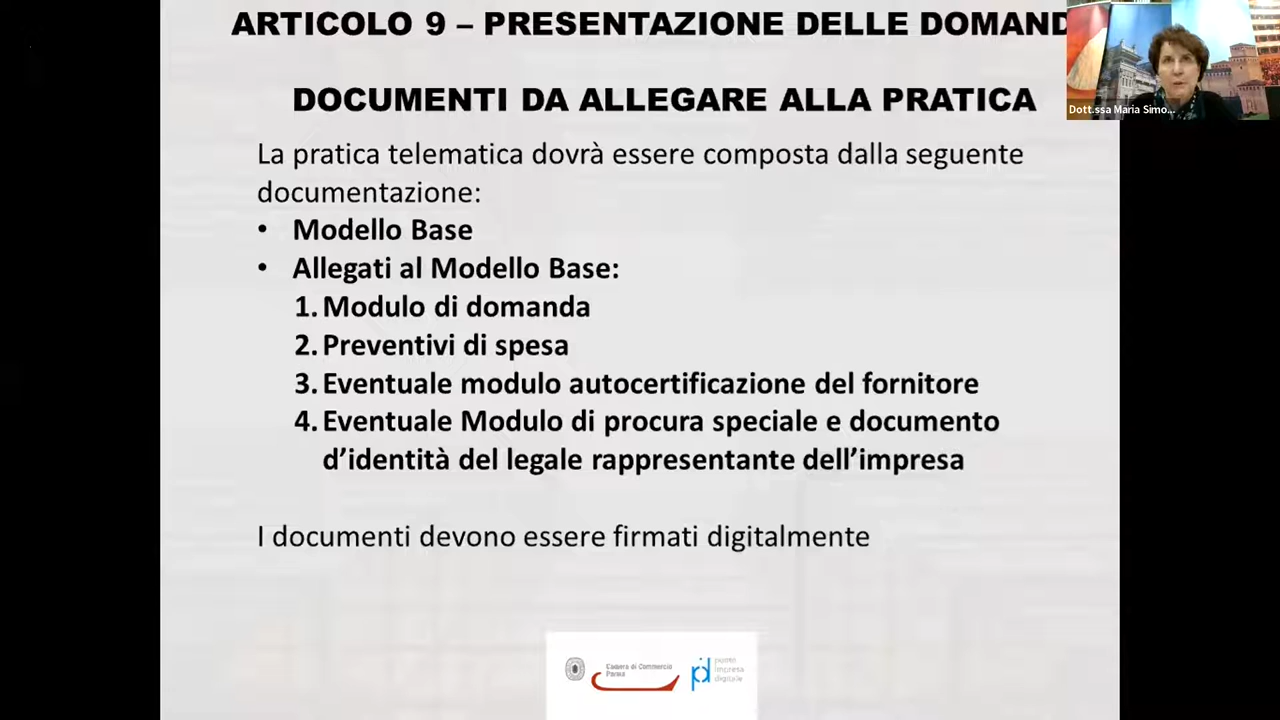 ARTICOLO 9 – PRESENTAZIONE DELLE DOMAND
DOCUMENTI DA ALLEGARE ALLA PRATICA
La pratica telematica dovrà essere composta dalla seguente
documentazione:
• Modello Base
• Allegati al Modello Base:
1. Modulo di domanda
2. Preventivi di spesa
3. Eventuale modulo autocertificazione del fornitore
4. Eventuale Modulo di procura speciale e documento
d’identità del legale rappresentante dell’impresa
I documenti devono essere firmati digitalmente
Camera di Commercio
Parma
pid
punto
impresa
digitale
Dott.ssa Maria Simo...